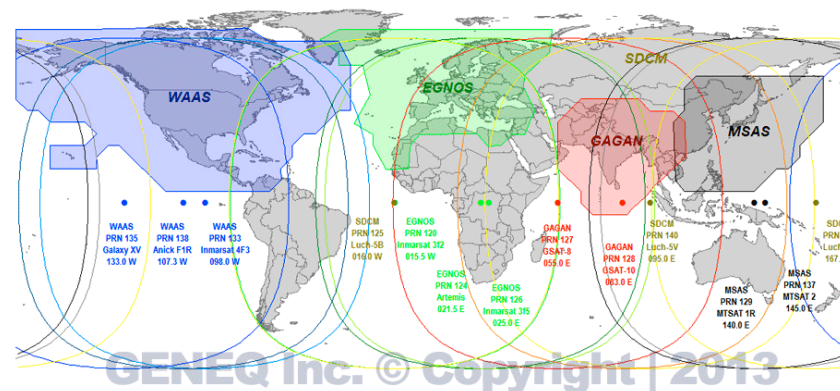 SDCM
WAAS
EGNOS
GAGAN
MSAS
WAAS
PRN 135
Galaxy XV
133.0 W
WAAS
PRN 138
Anick F1R
107.3 W
WAAS
PRN 133
Inmarsat 4F3
098.0 W
SDCM
PRN 125
Luch-5B
016.0 W
EGNOS
PRN 120
Inmarsat 3f2
015.5 W
EGNOS
PRN 124
Artemis
021.5 E
EGNOS
PRN 126
Inmarsat 3f5
025.0 E
GAGAN
PRN 127
GSAT-8
055.0 E
GAGAN
PRN 128
GSAT-10
083.0 E
SDCM
PRN 140
Luch-5V
095.0 E
MSAS
PRN 129
MTSAT 1R
140.0 E
MSAS
PRN 137
MTSAT 2
145.0 E
PRN
167.
GENEQ Inc. © Copyright | 2013